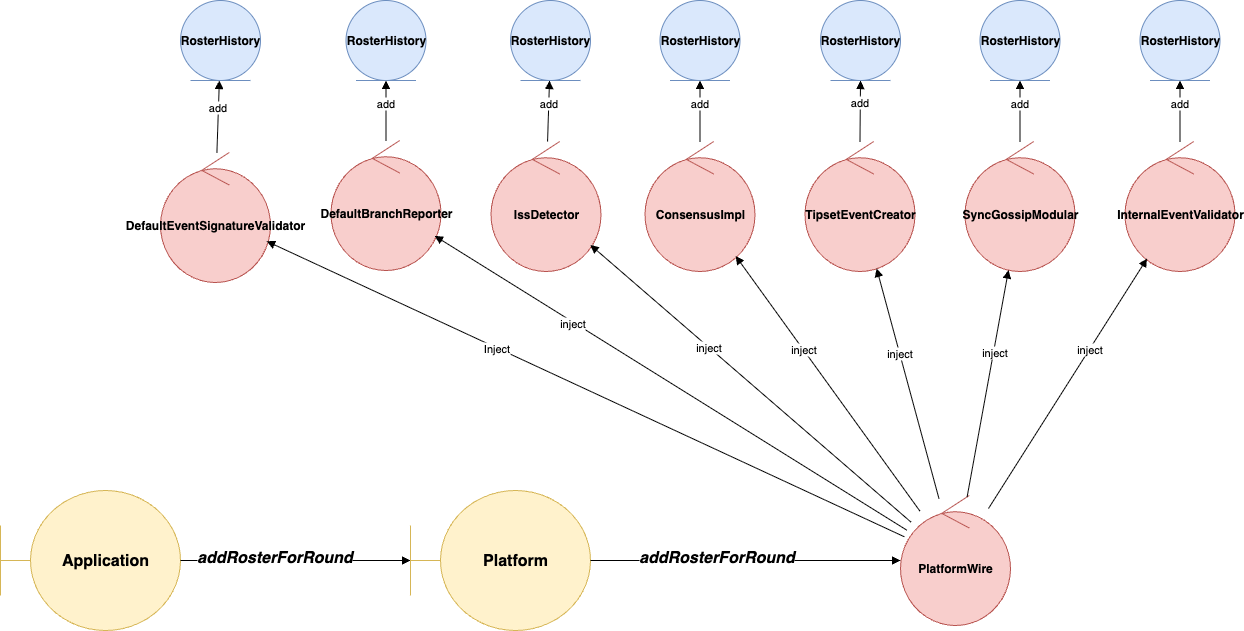 RosterHistory RosterHistory RosterHistory RosterHistory RosterHistory RosterHistory RosterHistory
add add add add add add add
DefaultEventSignatureValidator DefaultBranchReporter IssDetector ConsensusImpl TipsetEventCreator SyncGossipModular InternalEventValidator
Inject inject inject inject inject inject inject
Application addRosterForRound Platform addRosterForRound PlatformWire